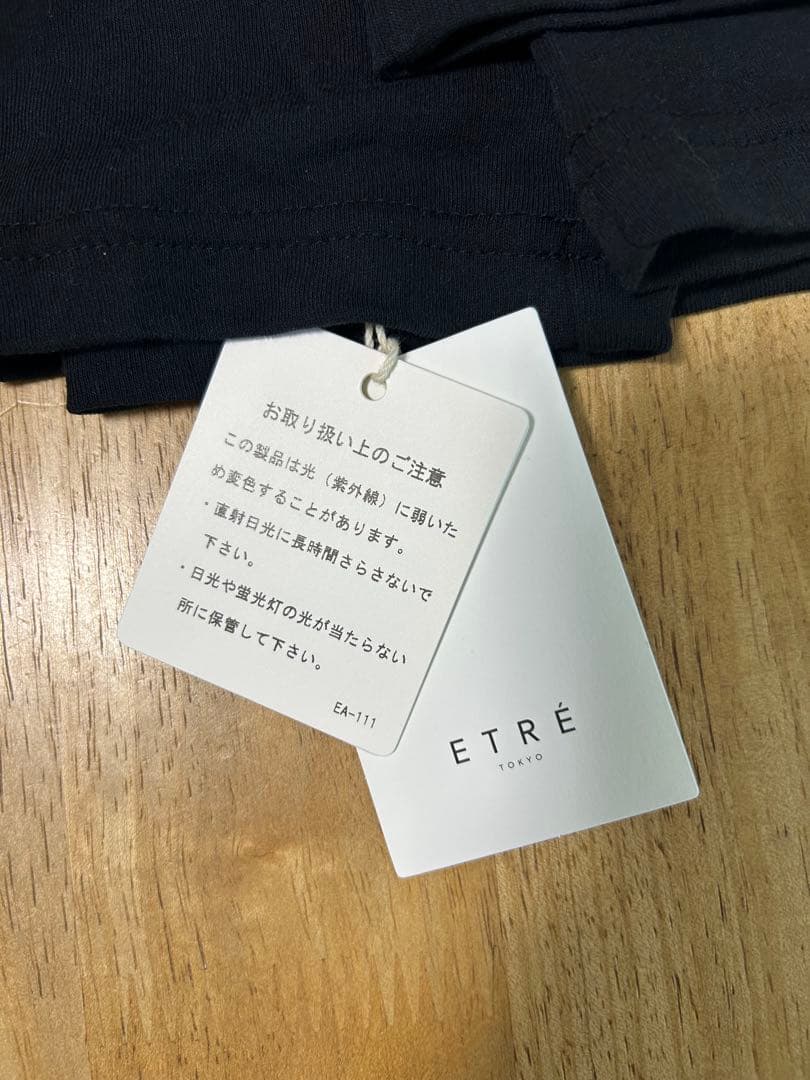 お取り扱い上のご注意
この製品は光（紫外線）に弱いた
め変色することがあります。
・直射日光に長時間さらさないで
下さい。
・日光や蛍光灯の光が当たらない
所に保管して下さい。
EA-111
ETRÉ
TOKYO